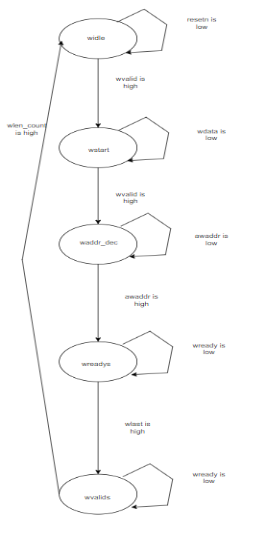 resetn is
low
widle
wvalid is
high
wlen_count
is high
wdata is
low
wstart
wvalid is
high
awaddr is
low
waddr_dec
awaddr is
high
wready is
low
wreadys
wlast is
high
wready is
low
wvalids